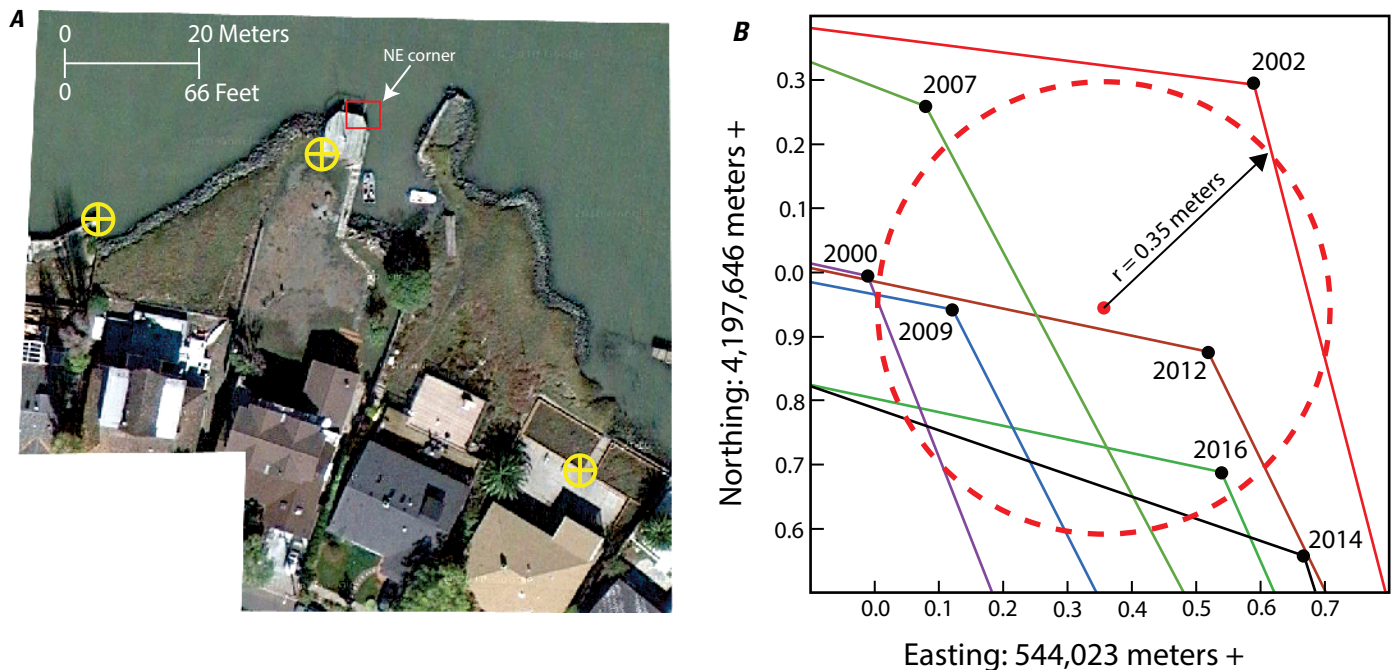 A
0 20 Meters
0 66 Feet
NE corner
B
2002
2007
2000
2009
2012
2016
2014
r = 0.35 meters
0.3
0.2
0.1
0.0
0.9
0.8
0.7
0.6
0.0 0.1 0.2 0.3 0.4 0.5 0.6 0.7
Northing: 4,197,646 meters +
Easting: 544,023 meters +